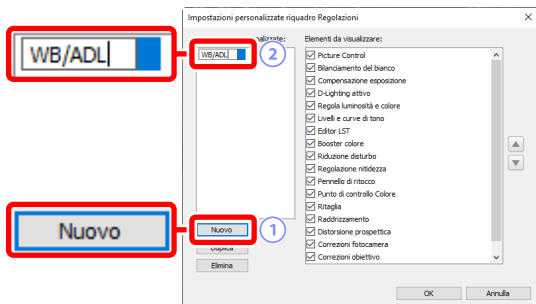 Impostazioni personalizzate riquadro Regolazioni
Elementi da visualizzare:
WB/ADL
WB/ADL
2
Picture Control
Bilanciamento del bianco
Compensazione esposizione
D-Lighting attivo
Regola luminosità e colore
Livelli e curve di tono
Editor LST
Booster colore
Riduzione disturbo
Regolazione nitidezza
Pennello di ritocco
Punto di controllo Colore
Ritaglia
Raddrizzamento
Distorsione prospettica
Correzioni fotocamera
Correzioni obiettivo
Nuovo
Nuovo
1
Duplica
Elimina
OK
Annulla